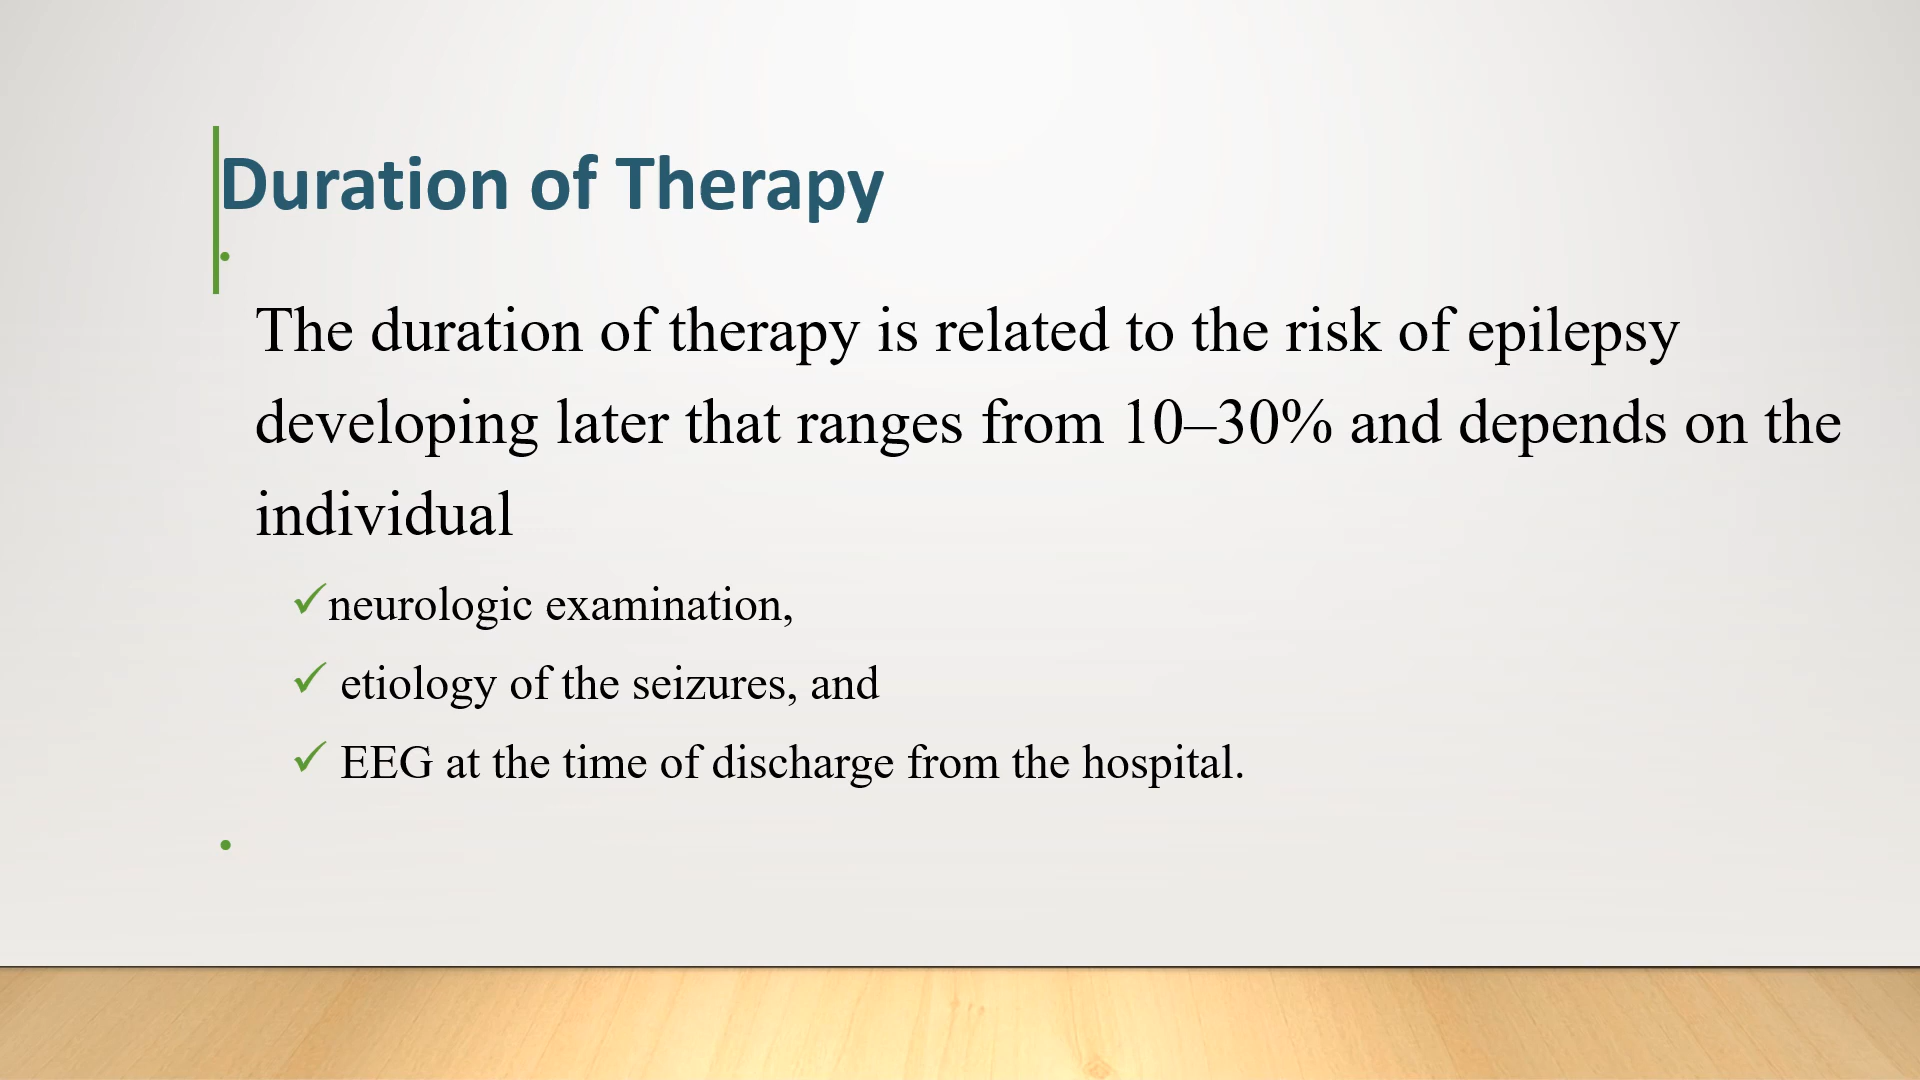 Duration of Therapy
•
The duration of therapy is related to the risk of epilepsy
developing later that ranges from 10–30% and depends on the
individual
✓neurologic examination,
✓ etiology of the seizures, and
✓ EEG at the time of discharge from the hospital.
•